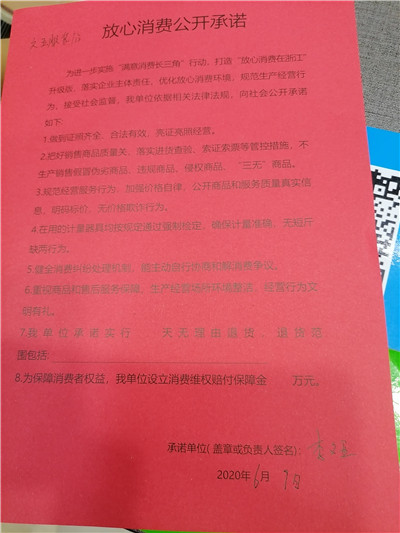 放心消费公开承诺
为进一步实施“满意消费长三角”行动，打造“放心消费在浙江”
升级版，落实企业主体责任，优化放心消费环境，规范生产经营行
为，接受社会监督，我单位依据相关法律法规，向社会公开承诺
如下:
1.做到证照齐全、合法有效，亮证亮照经营。
2.把好销售商品质量关，落实进货查验、索证索票等管控措施，不
生产销售假冒伪劣商品、违禁商品、侵权商品、“三无”商品。
3.规范经营服务行为，加强价格自律，公开商品和服务质量真实信
息，明码标价，无价格欺诈行为。
4.在用的计量器具均按规定通过强制检定，确保计量准确，无短斤
缺两行为。
5.健全消费纠纷处理机制，能主动自行协商和解消费争议。
6.重视商品和售后服务保障，生产经营场所环境整洁，经营行为文
明有礼。
7.我单位承诺实行 天无理由退货，退货范
围包括:
8.为保障消费者权益，我单位设立消费维权赔付保障金 万元。
承诺单位(盖章或负责人签名):
2020年6月7日